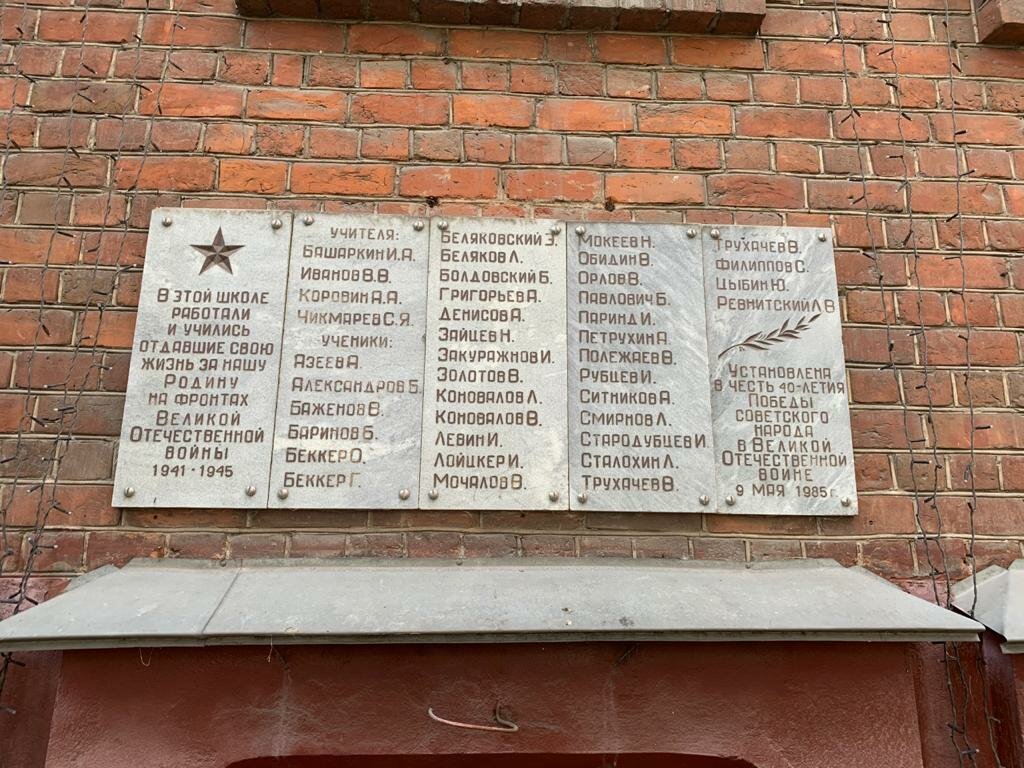 В этой школе
работали
и учились
отдавшие свою
жизнь за нашу
Родину
на фронтах
Великой
Отечественной
войны
1941 · 1945
Учителя:
Башаркин И.А.
Иванов В.В.
Коровин А.А.
Чикмарев С.Я.
Ученики:
Азеев А.
Александров Б.
Баженов В.
Баринов Б.
Беккер О.
Беккер Г.
Беляковский З.
Беляков Л.
Болдовский Б.
Григорьев А.
Денисов А.
Зайцев Н.
Закуражнов И.
Золотов В.
Коновалов Л.
Коновалов В.
Левин И.
Лойцкер И.
Мочалов В.
Мокеев Н.
Обидин В.
Орлов В.
Павлович Б.
Паринд И.
Петрухин А.
Полежаев В.
Рубцев И.
Ситников А.
Смирнов Л.
Стародубцев И.
Сталохин Л.
Трухачев В.
Трухачев В.
Филиппов С.
Цыбин Ю.
Ревнитский Л В
Установлена
в честь 40-летия
Победы
советского
народа
в Великой
Отечественной
войне
9 мая 1985 г.